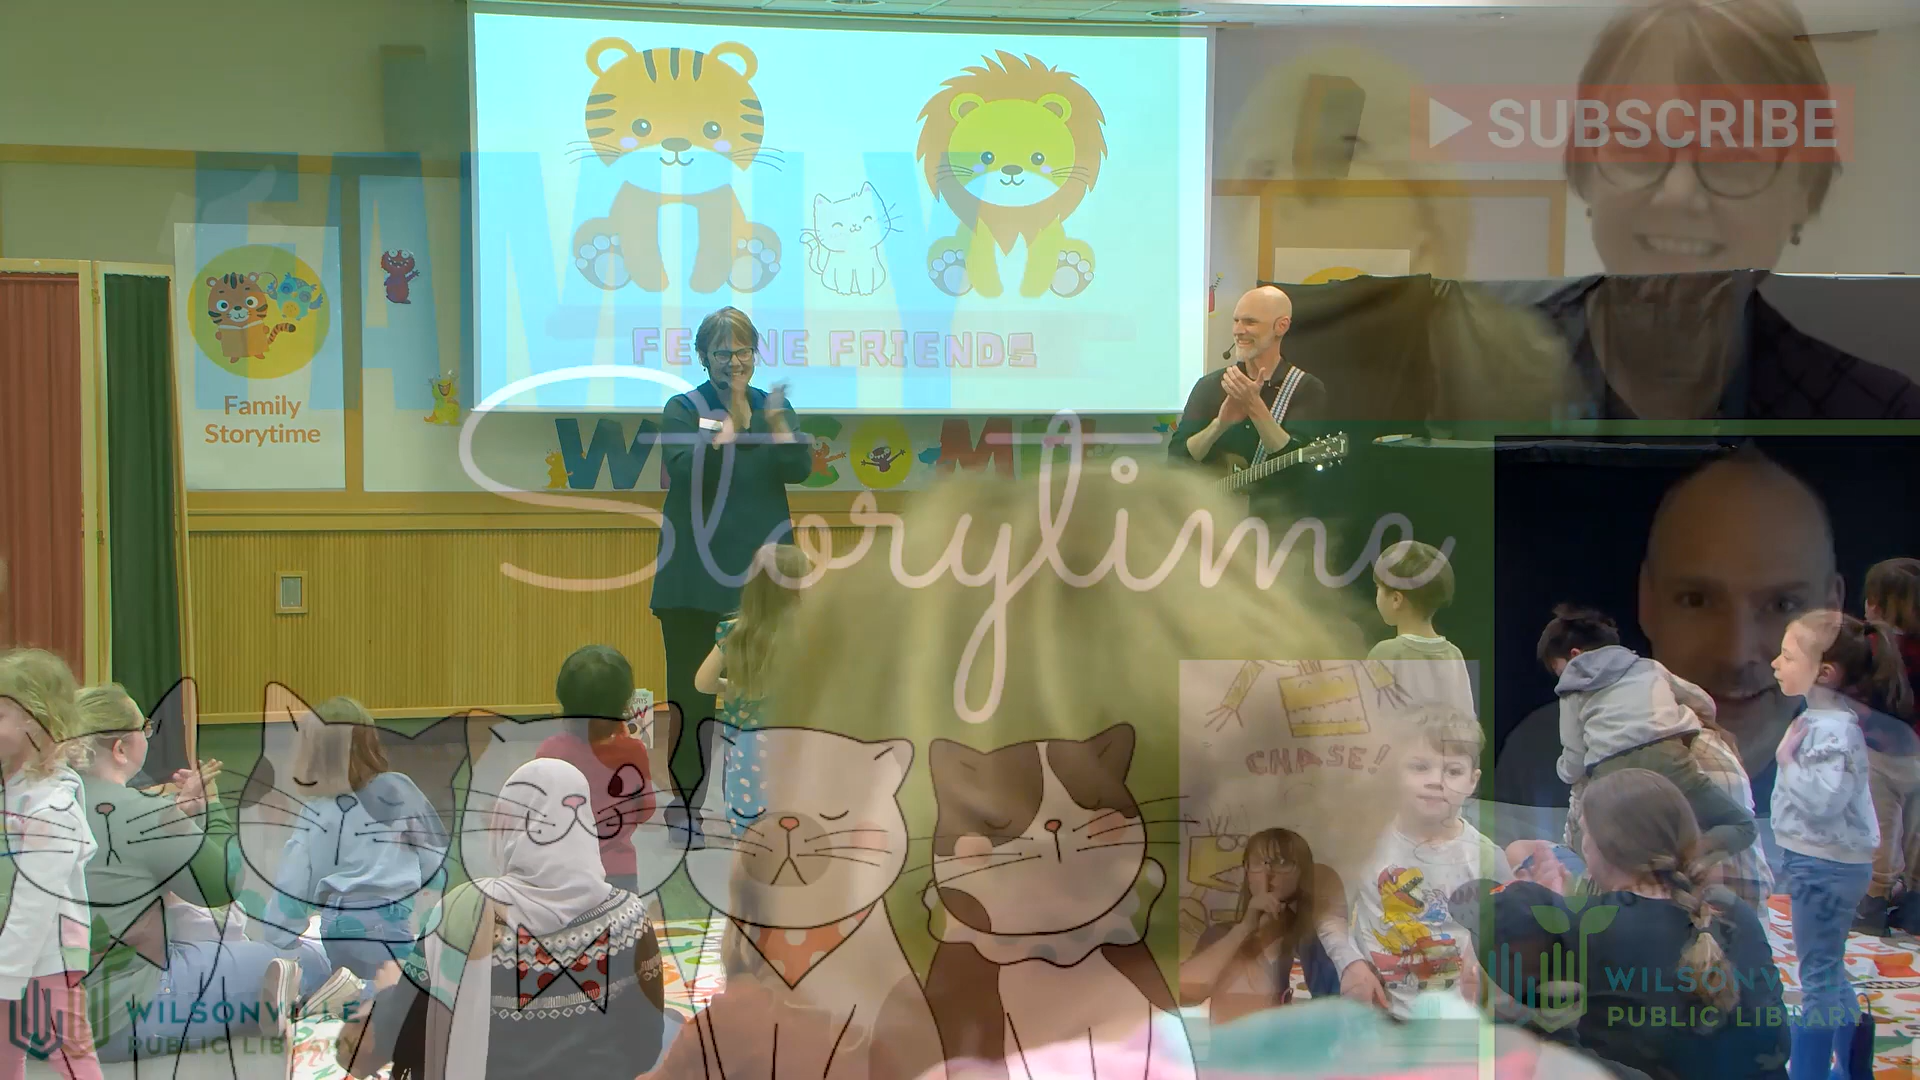 SUBSCRIBE
FAMILY
FELINE FRIENDS
Family
Storytime
WELCOME
Storytime
CHASE!
WILSONVILLE
PUBLIC LIBRARY
WILSONVILLE
PUBLIC LIBRARY